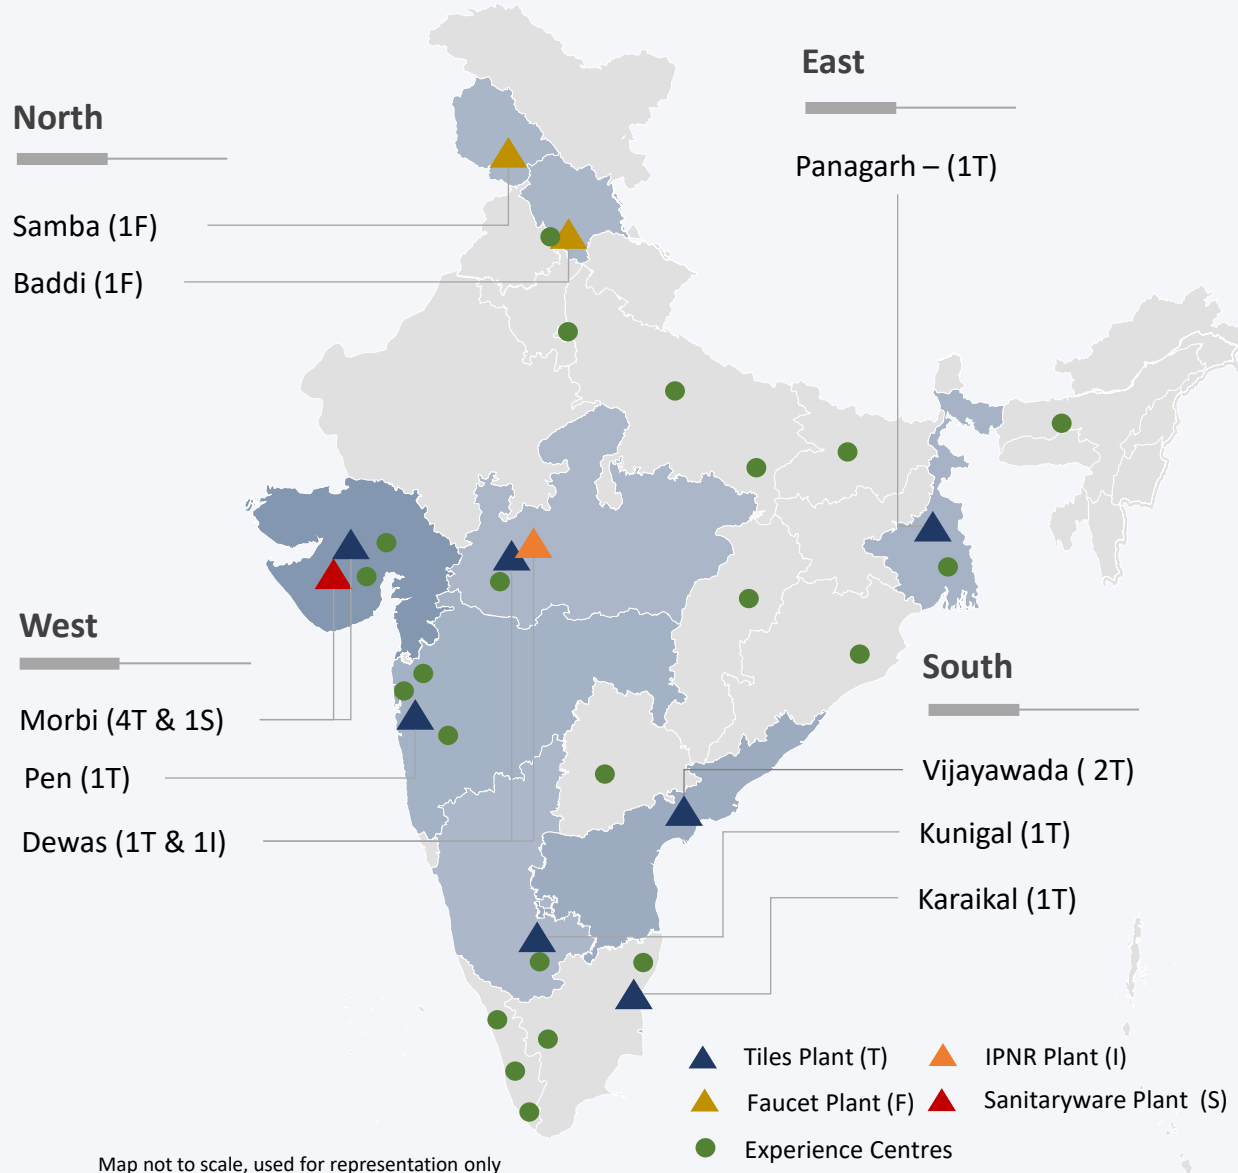 North
Samba (1F)
Baddi (1F)
East
Panagarh – (1T)
West
Morbi (4T & 1S)
Pen (1T)
Dewas (1T & 1I)
South
Vijayawada ( 2T)
Kunigal (1T)
Karaikal (1T)
Tiles Plant (T)
IPNR Plant (I)
Faucet Plant (F)
Sanitaryware Plant (S)
Experience Centres
Map not to scale, used for representation only